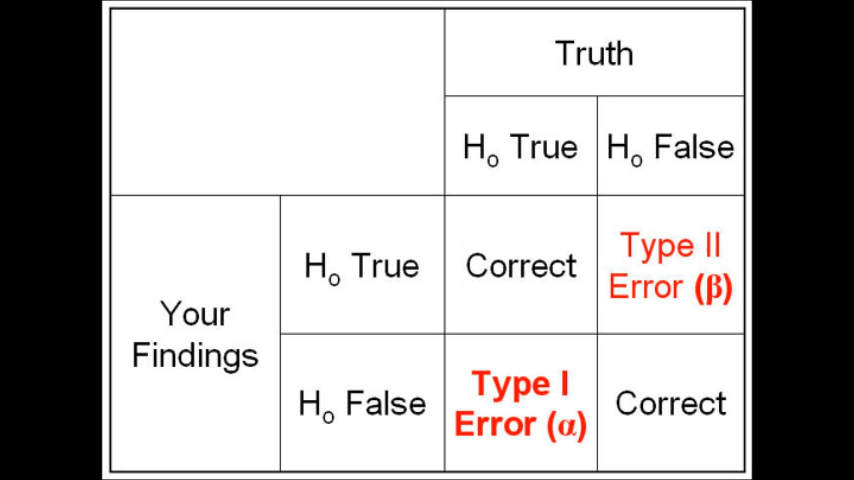 Truth
Hₒ True
Hₒ False
Your
Findings
Hₒ True
Correct
Type II
Error (β)
Hₒ False
Type I
Error (α)
Correct